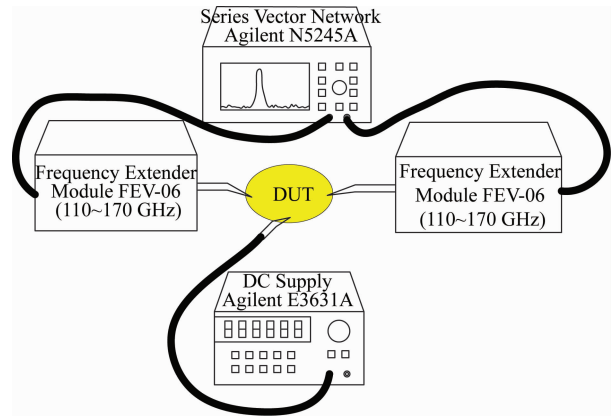 Series Vector Network
Agilent N5245A
Frequency Extender
Module FEV-06
(110~170 GHz)
DUT
Frequency Extender
Module FEV-06
(110~170 GHz)
DC Supply
Agilent E3631A